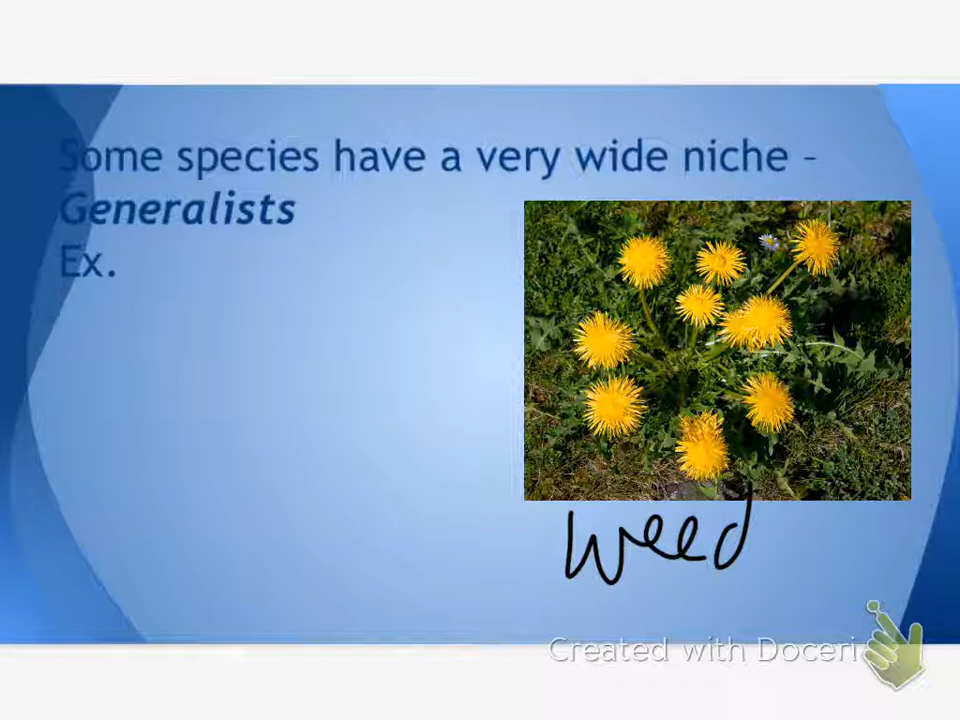 Some species have a very wide niche –
Generalists
Ex.
weed
Created with Doceri